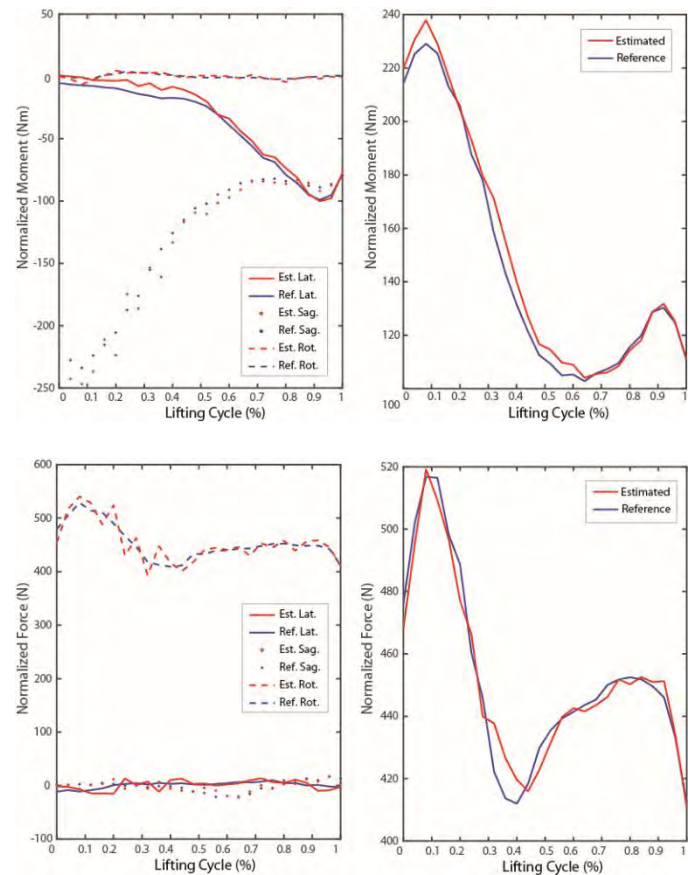 50
0
-50
-100
-150
-200
-250
Normalized Moment (Nm)
Est. Lat.
Ref. Lat.
Est. Sag.
Ref. Sag.
Est. Rot.
Ref. Rot.
0 0.1 0.2 0.3 0.4 0.5 0.6 0.7 0.8 0.9 1
Lifting Cycle (%)
240
220
200
180
160
140
120
100
Normalized Moment (Nm)
Estimated
Reference
0 0.1 0.2 0.3 0.4 0.5 0.6 0.7 0.8 0.9 1
Lifting Cycle (%)
600
500
400
300
200
100
0
-100
Normalized Force (N)
Est. Lat.
Ref. Lat.
Est. Sag.
Ref. Sag.
Est. Rot.
Ref. Rot.
0 0.1 0.2 0.3 0.4 0.5 0.6 0.7 0.8 0.9 1
Lifting Cycle (%)
520
500
480
460
440
420
400
Normalized Force (N)
Estimated
Reference
0 0.1 0.2 0.3 0.4 0.5 0.6 0.7 0.8 0.9 1
Lifting Cycle (%)